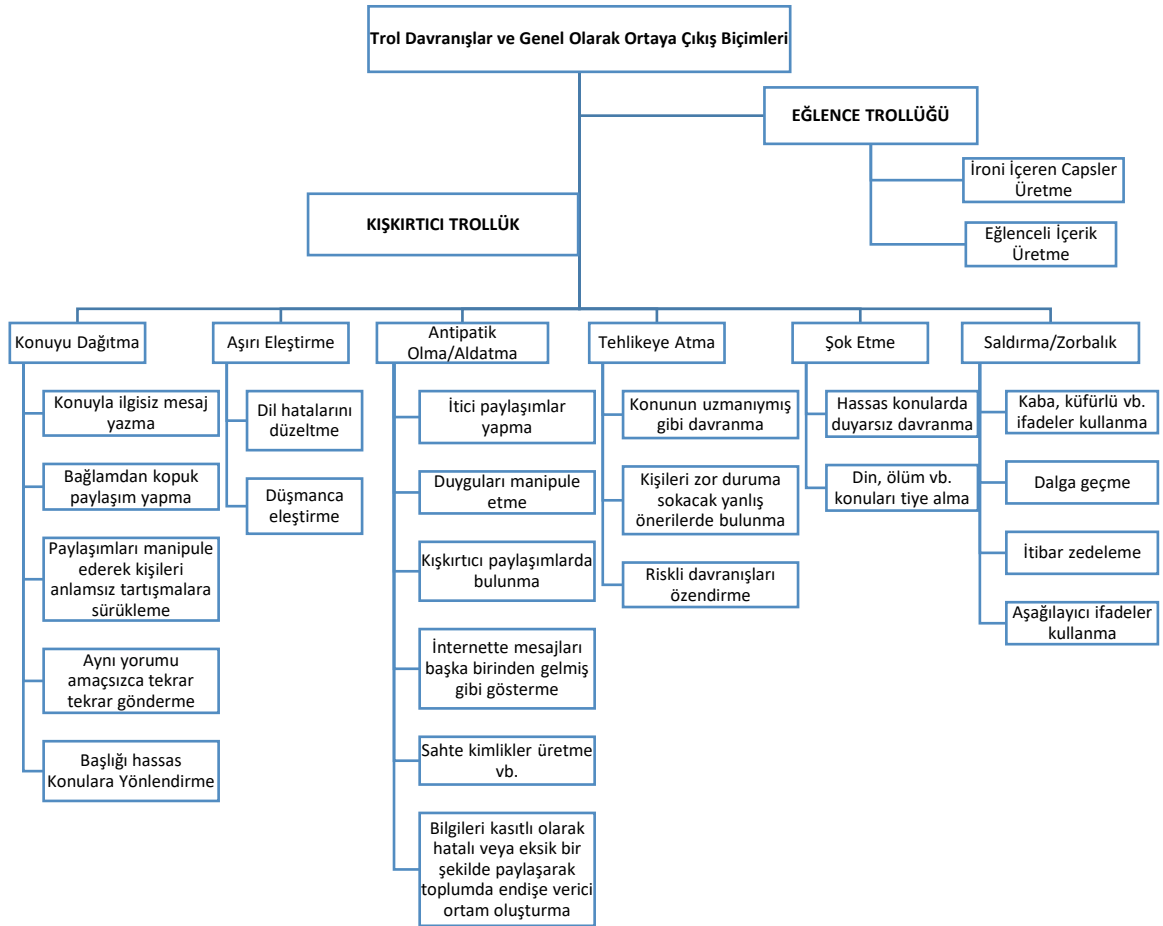 Trol Davranışlar ve Genel Olarak Ortaya Çıkış Biçimleri
EĞLENCE TROLLÜĞÜ
İroni İçeren Capsler
Üretme
Eğlenceli İçerik
Üretme
KIŞKIRTICI TROLLÜK
Konuyu Dağıtma
Konuyla ilgisiz mesaj
yazma
Bağlamdan kopuk
paylaşım yapma
Paylaşımları manipule
ederek kişileri
anlamsız tartışmalara
sürükleme
Aynı yorumu
amaçsızca tekrar
tekrar gönderme
Başlığı hassas
Konulara Yönlendirme
Aşırı Eleştirme
Dil hatalarını
düzeltme
Düşmanca
eleştirme
Antipatik
Olma/Aldatma
İtici paylaşımlar
yapma
Duyguları manipule
etme
Kışkırtıcı paylaşımlarda
bulunma
İnternette mesajları
başka birinden gelmiş
gibi gösterme
Sahte kimlikler üretme
vb.
Bilgileri kasıtlı olarak
hatalı veya eksik bir
şekilde paylaşarak
toplumda endişe verici
ortam oluşturma
Tehlikeye Atma
Konunun uzmanıymış
gibi davranma
Kişileri zor duruma
sokacak yanlış
önerilerde bulunma
Riskli davranışları
özendirme
Şok Etme
Hassas konularda
duyarsız davranma
Din, ölüm vb.
konuları tiye alma
Saldırma/Zorbalık
Kaba, küfürlü vb.
ifadeler kullanma
Dalga geçme
İtibar zedeleme
Aşağılayıcı ifadeler
kullanma